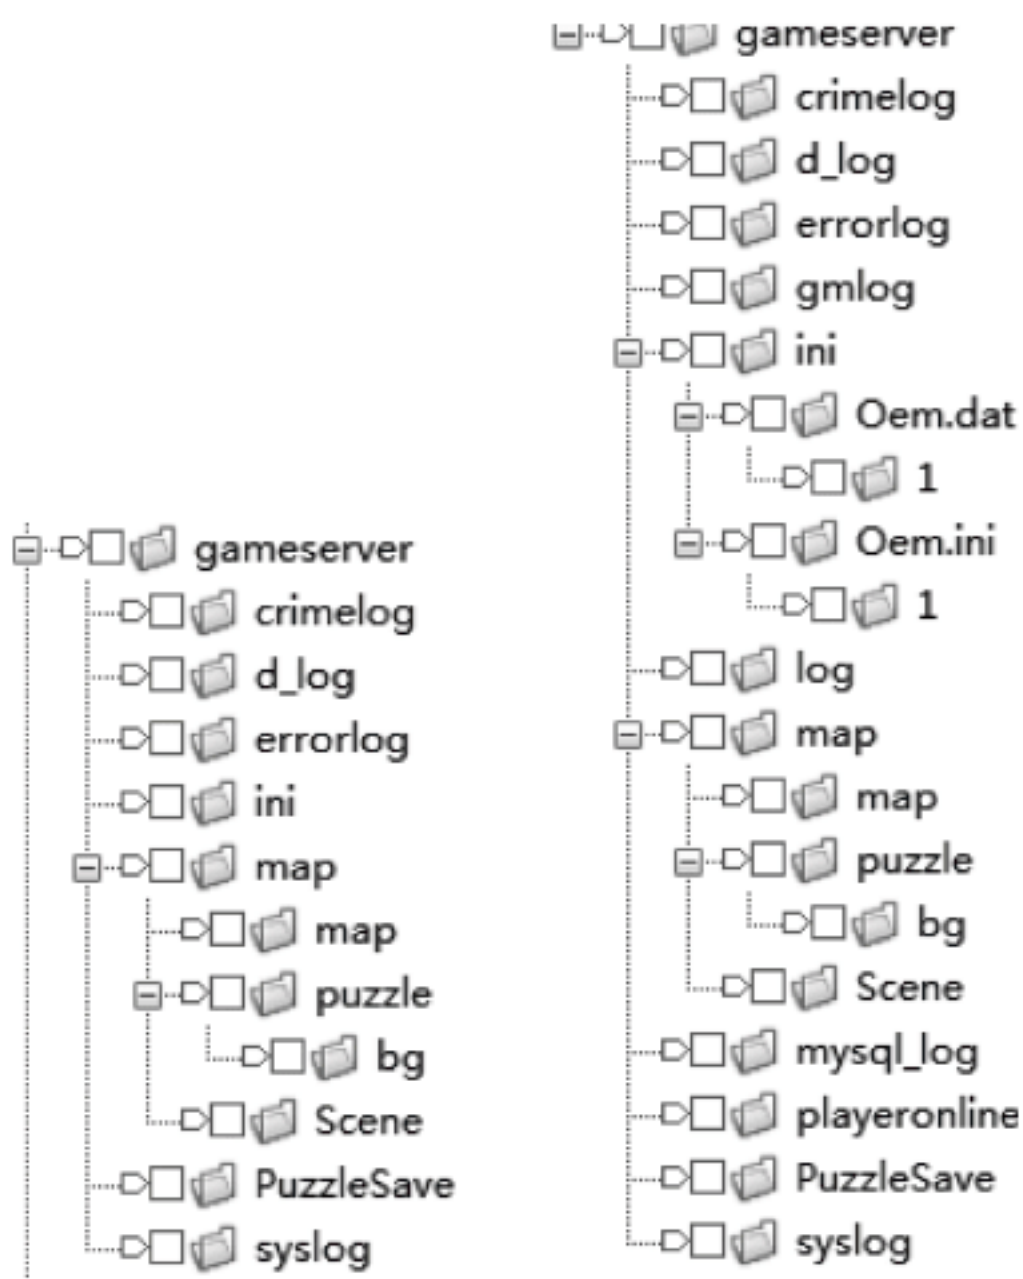 gameserver
crimelog
d_log
errorlog
ini
map
map
puzzle
bg
Scene
PuzzleSave
syslog
gameserver
crimelog
d_log
errorlog
gmlog
ini
Oem.dat
1
Oem.ini
1
log
map
map
puzzle
bg
Scene
mysql_log
playeronline
PuzzleSave
syslog